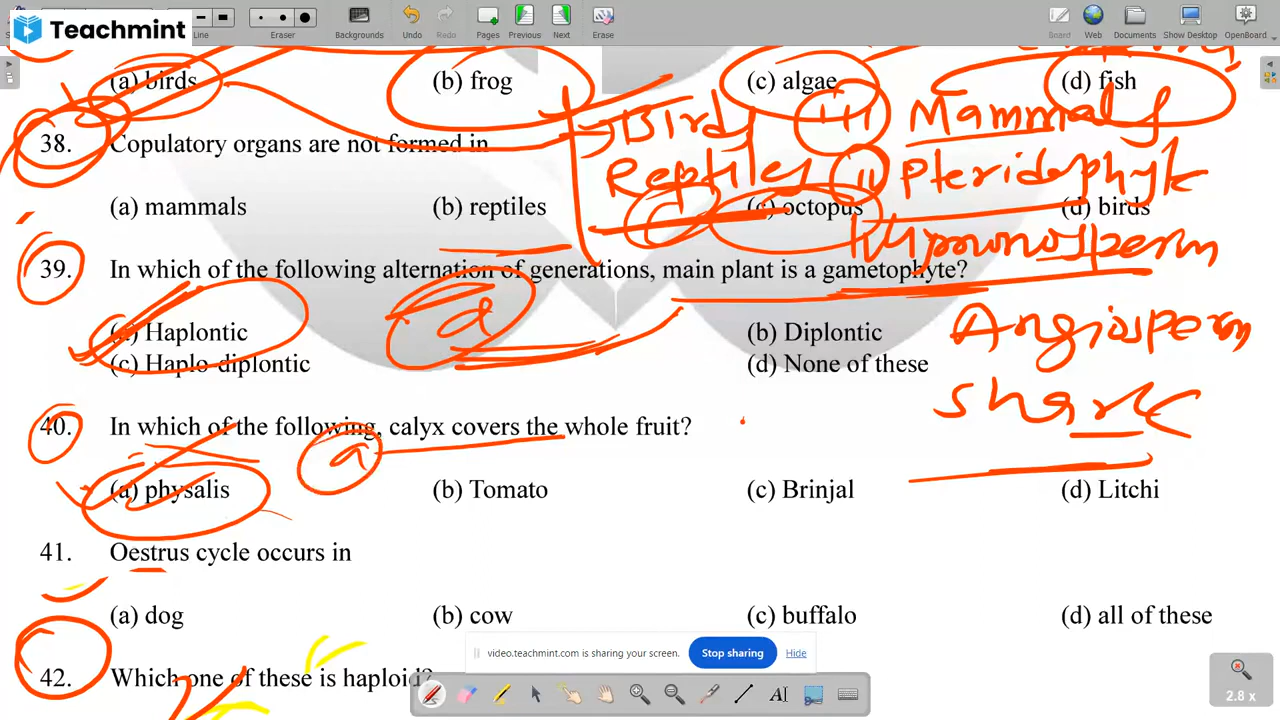 Teachmint
Line
Eraser
Backgrounds
Undo
Redo
Pages
Previous
Next
Erase
Board
Web
Documents
Show Desktop
OpenBoard
(a) birds (b) frog (c) algae (d) fish
Bird iii Mammals
38. Copulatory organs are not formed in
Reptiles ii Pteridophyte
(a) mammals (b) reptiles (c) octopus (d) birds
39. In which of the following alternation of generations, main plant is a gametophyte?
(a) Haplontic a (b) Diplontic Angiosperm
(c) Haplo-diplontic (d) None of these
shark
40. In which of the following, calyx covers the whole fruit?
a
(a) physalis (b) Tomato (c) Brinjal (d) Litchi
41. Oestrus cycle occurs in
(a) dog (b) cow (c) buffalo (d) all of these
video.teachmint.com is sharing your screen. Stop sharing Hide
42. Which one of these is haploid?
2.8 x